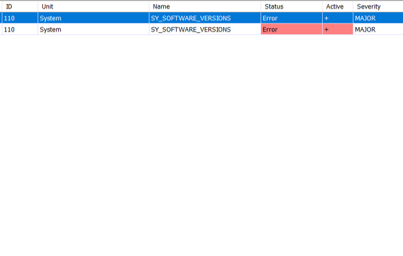 ID Unit Name Status Active Severity
110 System SY_SOFTWARE_VERSIONS Error + MAJOR
110 System SY_SOFTWARE_VERSIONS Error + MAJOR